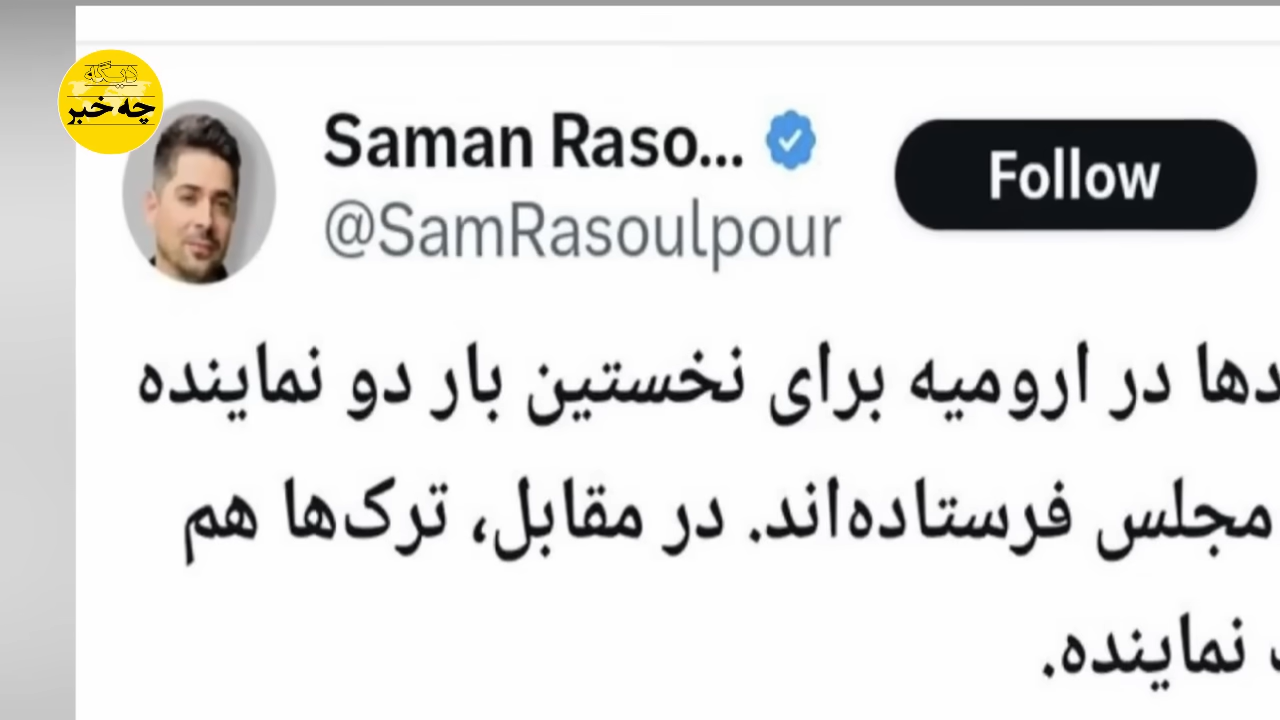 دیگه
چه خبر
Saman Raso...
@SamRasoulpour
Follow
دها در ارومیه برای نخستین بار دو نماینده
مجلس فرستاده‌اند. در مقابل، ترک‌ها هم
نماینده.